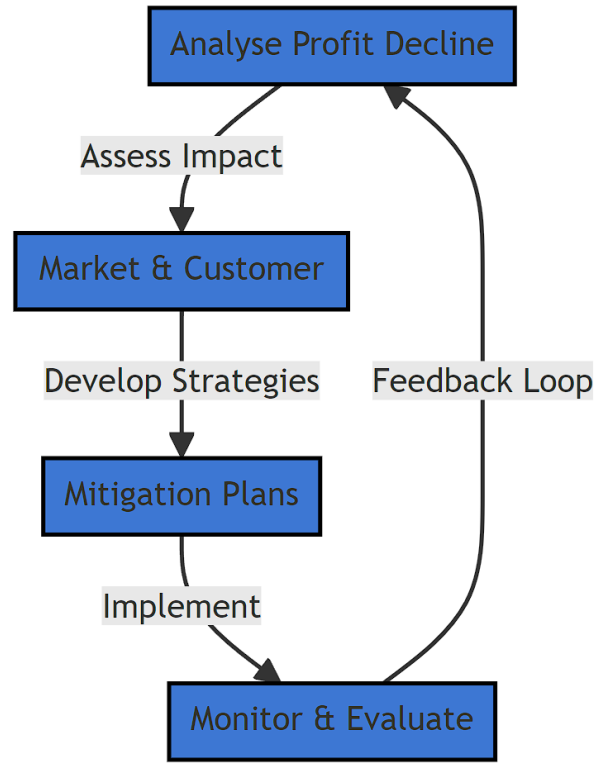 Analyse Profit Decline
Assess Impact
Market & Customer
Develop Strategies
Feedback Loop
Mitigation Plans
Implement
Monitor & Evaluate